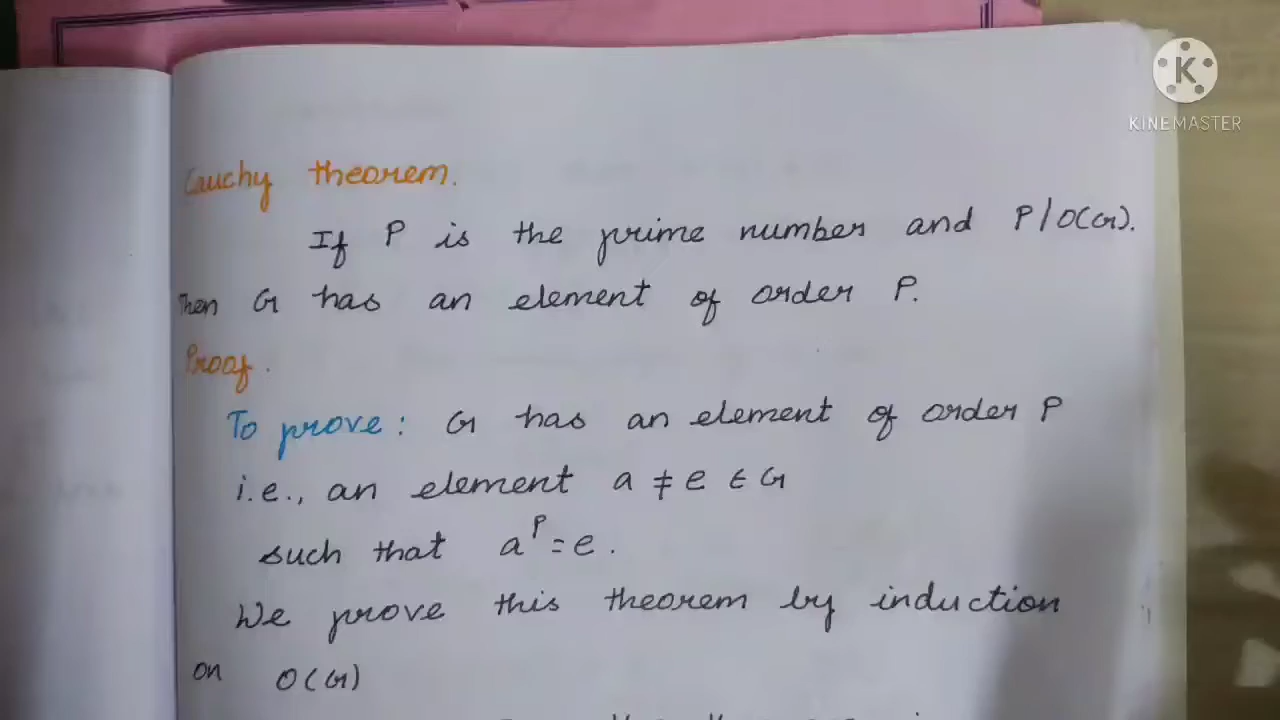 Cauchy theorem.
If P is the prime number and P/O(G).
Then G has an element of order P.
Proof.
To prove: G has an element of order P
i.e., an element a ≠ e ∈ G
such that a^P = e.
We prove this theorem by induction
on O(G)
K
KINEMASTER